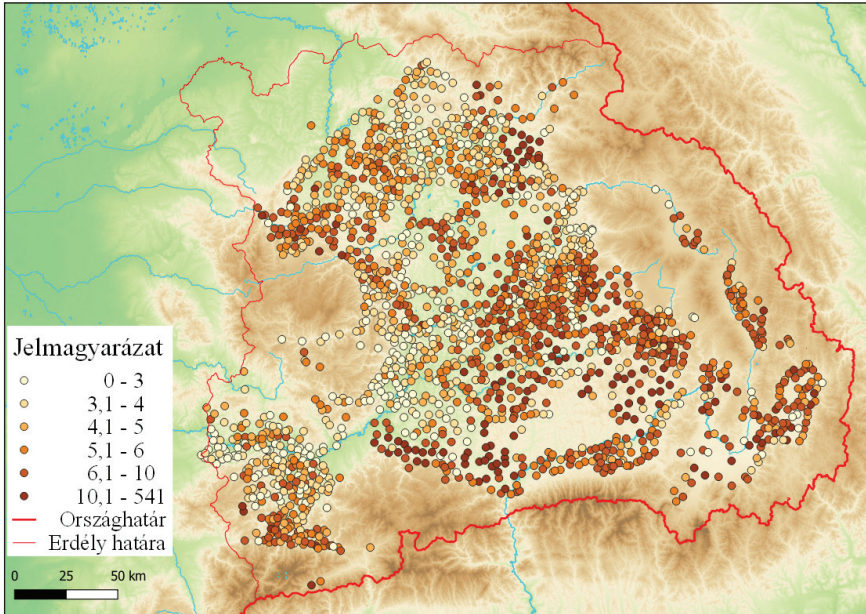 Jelmagyarázat
0 - 3
3,1 - 4
4,1 - 5
5,1 - 6
6,1 - 10
10,1 - 541
Országhatár
Erdély határa
0 25 50 km